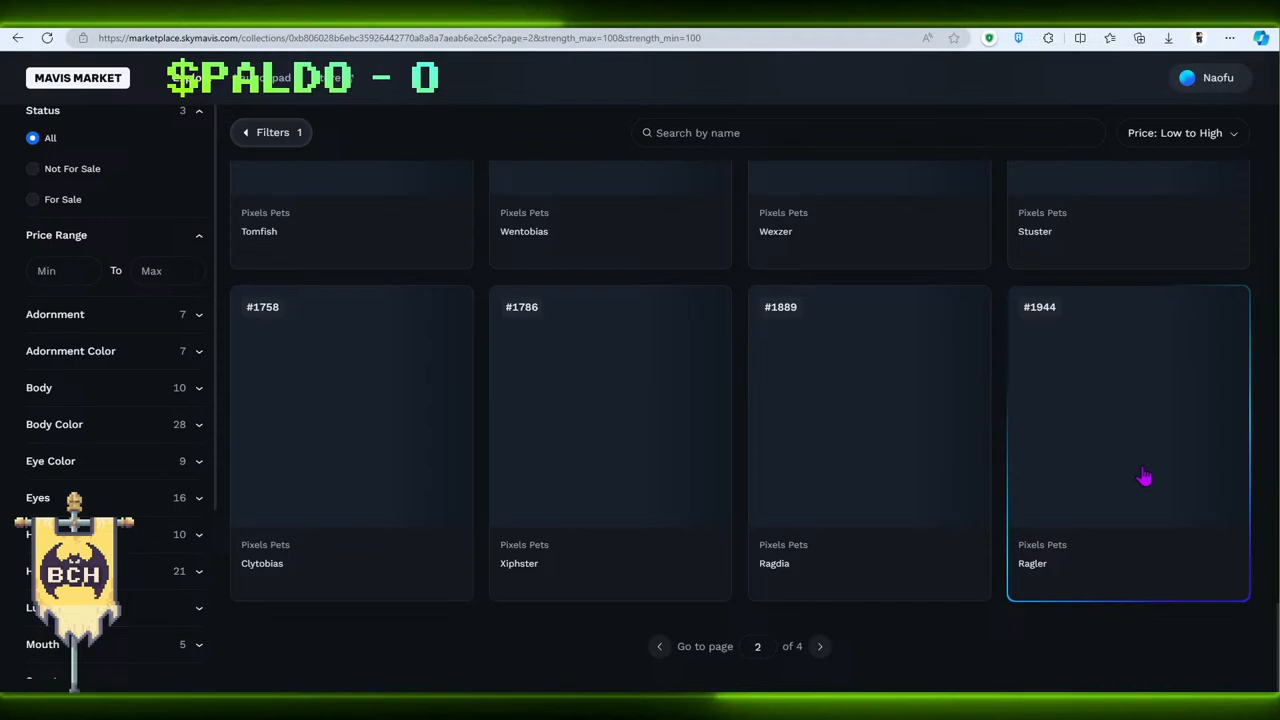 https://marketplace.skymavis.com/collections/0xb806028b6ebc35926442770a8a8a7aeab6e2ce5c?page=2&strength_max=100&strength_min=100
MAVIS MARKET
$PALDO - 0
Naofu
Status 3
All
Not For Sale
For Sale
Price Range
Min To Max
Adornment 7
Adornment Color 7
Body 10
Body Color 28
Eye Color 9
Eyes 16
10
21
Mouth 5
BCH
Filters 1
Search by name
Price: Low to High
Pixels Pets
Tomfish
Pixels Pets
Wentobias
Pixels Pets
Wexzer
Pixels Pets
Stuster
#1758
Pixels Pets
Clytobias
#1786
Pixels Pets
Xiphster
#1889
Pixels Pets
Ragdia
#1944
Pixels Pets
Ragler
Go to page 2 of 4